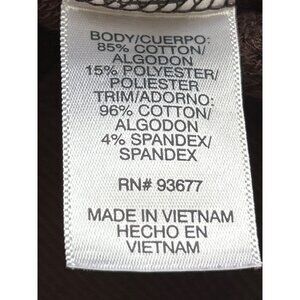 BODY/CUERPO:
85% COTTON/
ALGODON
15% POLYESTER/
POLIESTER
TRIM/ADORNO:
96% COTTON/
ALGODON
4% SPANDEX/
SPANDEX
RN# 93677
MADE IN VIETNAM
HECHO EN
VIETNAM